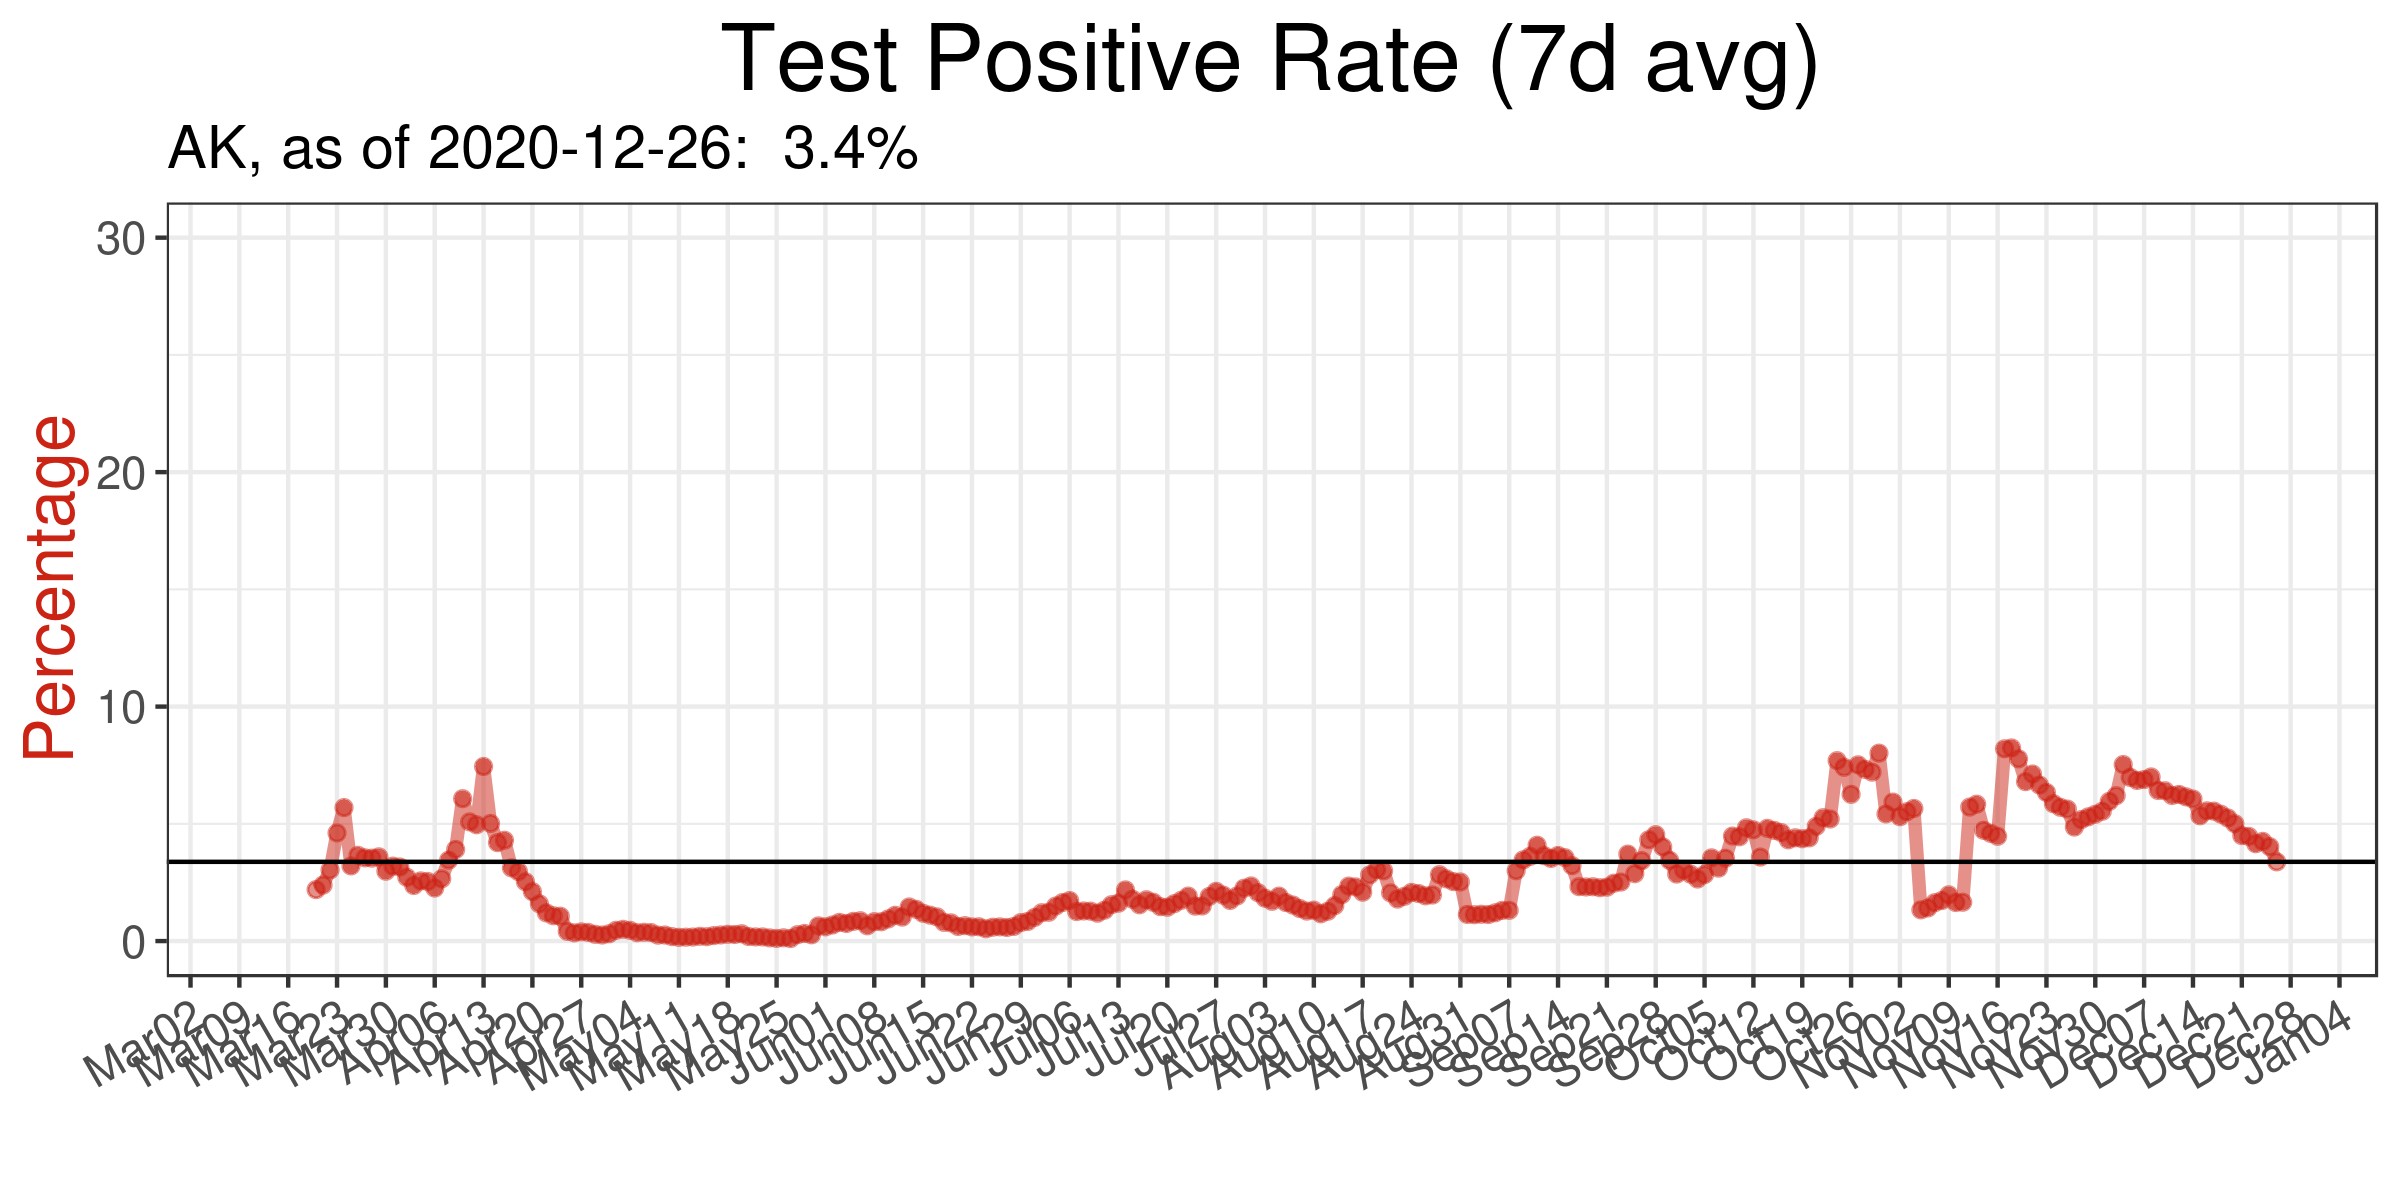 Test Positive Rate (7d avg)
AK, as of 2020-12-26:  3.4%
Percentage
30
20
10
0
Mar02
Mar09
Mar16
Mar23
Mar30
Apr06
Apr13
Apr20
Apr27
May04
May11
May18
May25
Jun01
Jun08
Jun15
Jun22
Jun29
Jul06
Jul13
Jul20
Jul27
Aug03
Aug10
Aug17
Aug24
Aug31
Sep07
Sep14
Sep21
Sep28
Oct05
Oct12
Oct19
Oct26
Nov02
Nov09
Nov16
Nov23
Nov30
Dec07
Dec14
Dec21
Dec28
Jan04